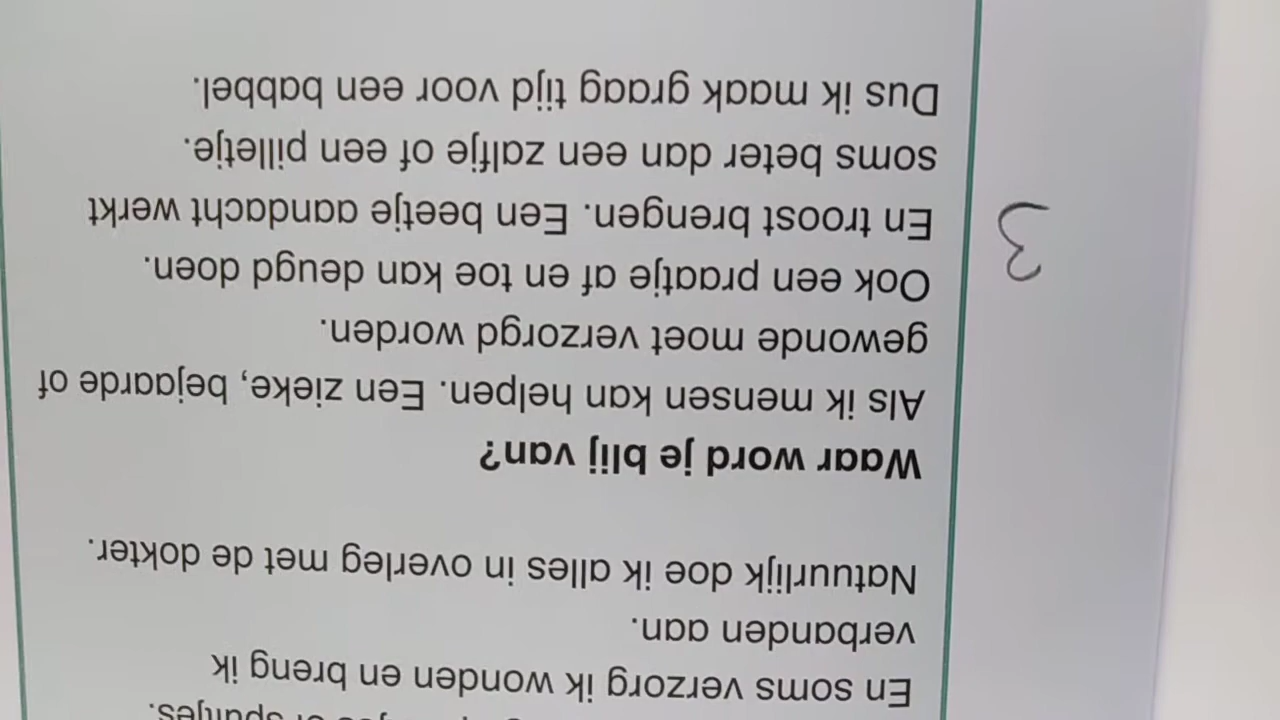 spuitjes.
En soms verzorg ik wonden en breng ik
verbanden aan.
Natuurlijk doe ik alles in overleg met de dokter.
Waar word je blij van?
Als ik mensen kan helpen. Een zieke, bejaarde of
gewonde moet verzorgd worden.
Ook een praatje af en toe kan deugd doen.
En troost brengen. Een beetje aandacht werkt
soms beter dan een zalfje of een pilletje.
Dus ik maak graag tijd voor een babbel.
3